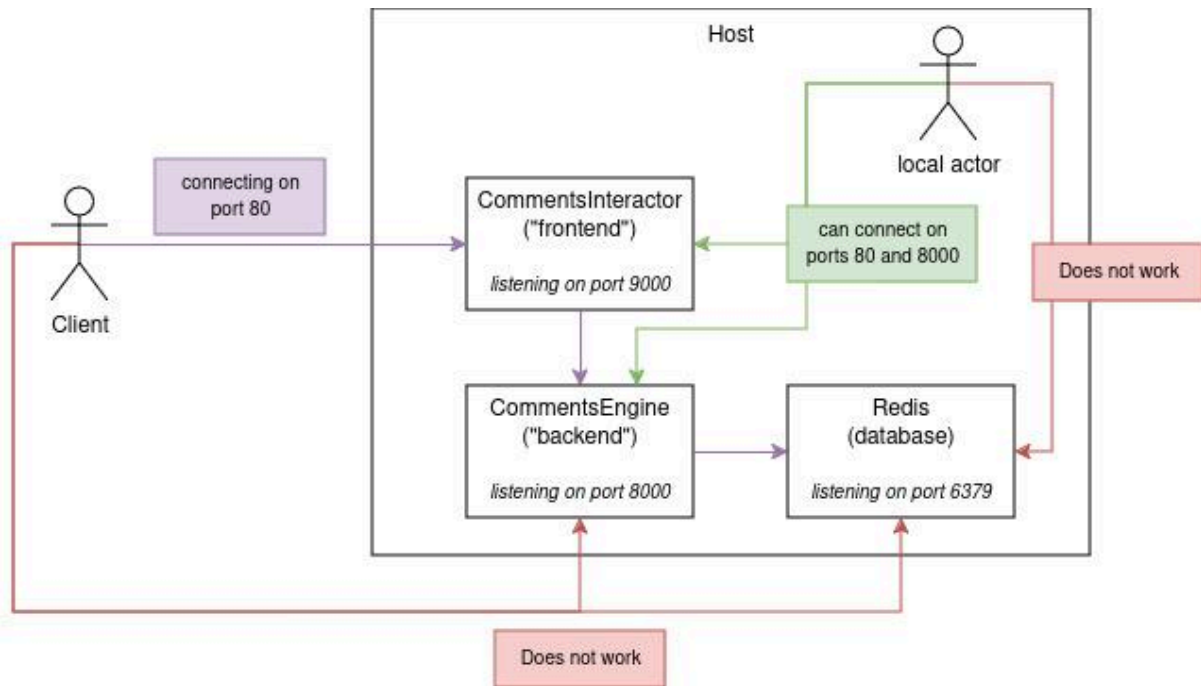 Host
local actor
connecting on
port 80
Client
CommentsInteractor
("frontend")
listening on port 9000
can connect on
ports 80 and 8000
Does not work
CommentsEngine
("backend")
listening on port 8000
Redis
(database)
listening on port 6379
Does not work